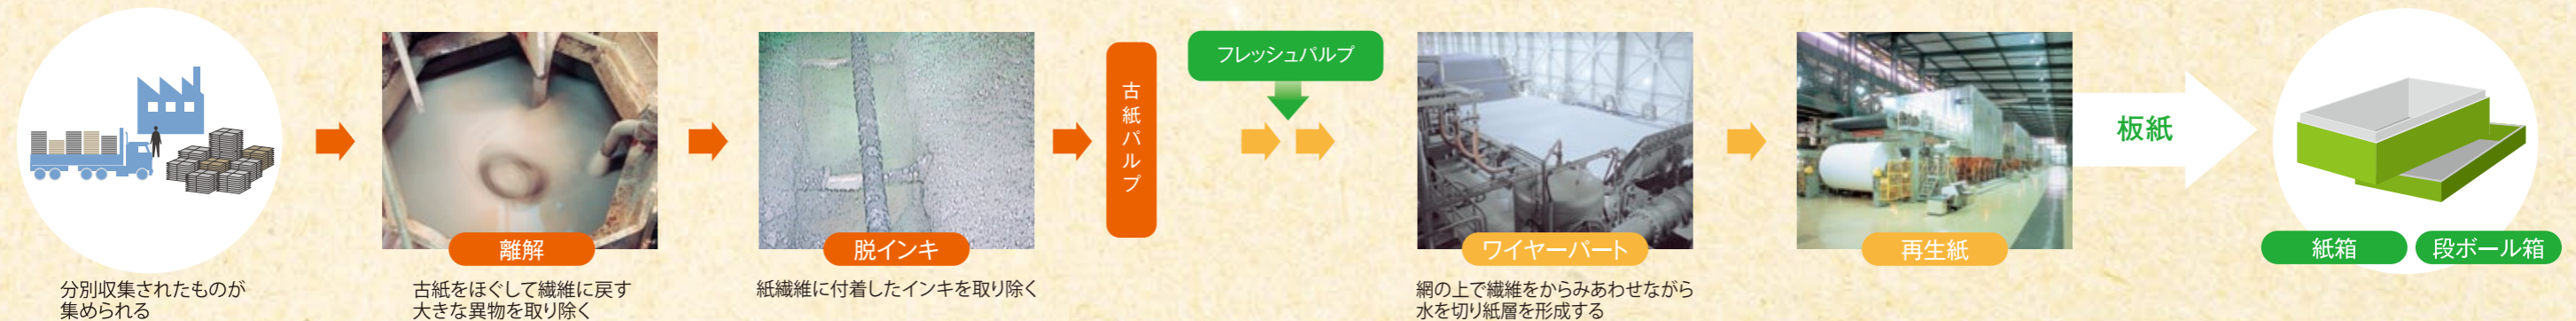 分別収集されたものが
集められる
離解
古紙をほぐして繊維に戻す
大きな異物を取り除く
脱インキ
紙繊維に付着したインキを取り除く
古紙パルプ
フレッシュパルプ
ワイヤーパート
網の上で繊維をからみあわせながら
水を切り紙層を形成する
再生紙
板紙
紙箱
段ボール箱